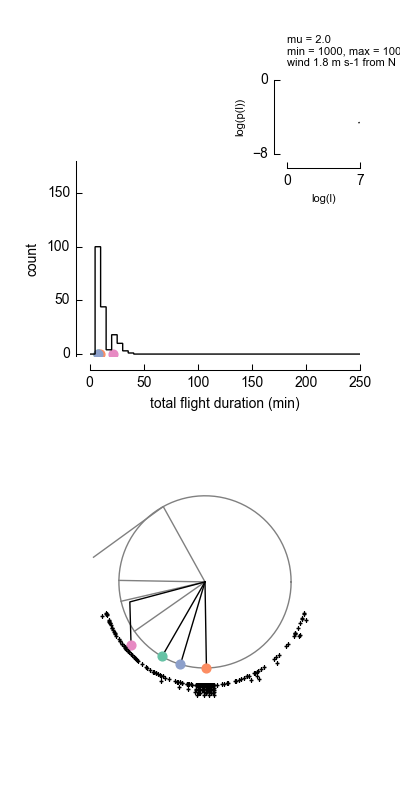 mu = 2.0
min = 1000, max = 100
wind 1.8 m s-1 from N
0
−8
log(p(l))
0 7
log(l)
150
100
50
0
count
0 50 100 150 200 250
total flight duration (min)